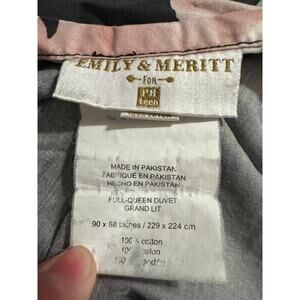 EMILY & MERITT
FOR
PB
teen
MADE IN PAKISTAN
FABRIQUÉ EN PAKISTAN
HECHO EN PAKISTAN
FULL-QUEEN DUVET
GRAND LIT
90 x 88 inches / 229 x 224 cm
100% cotton